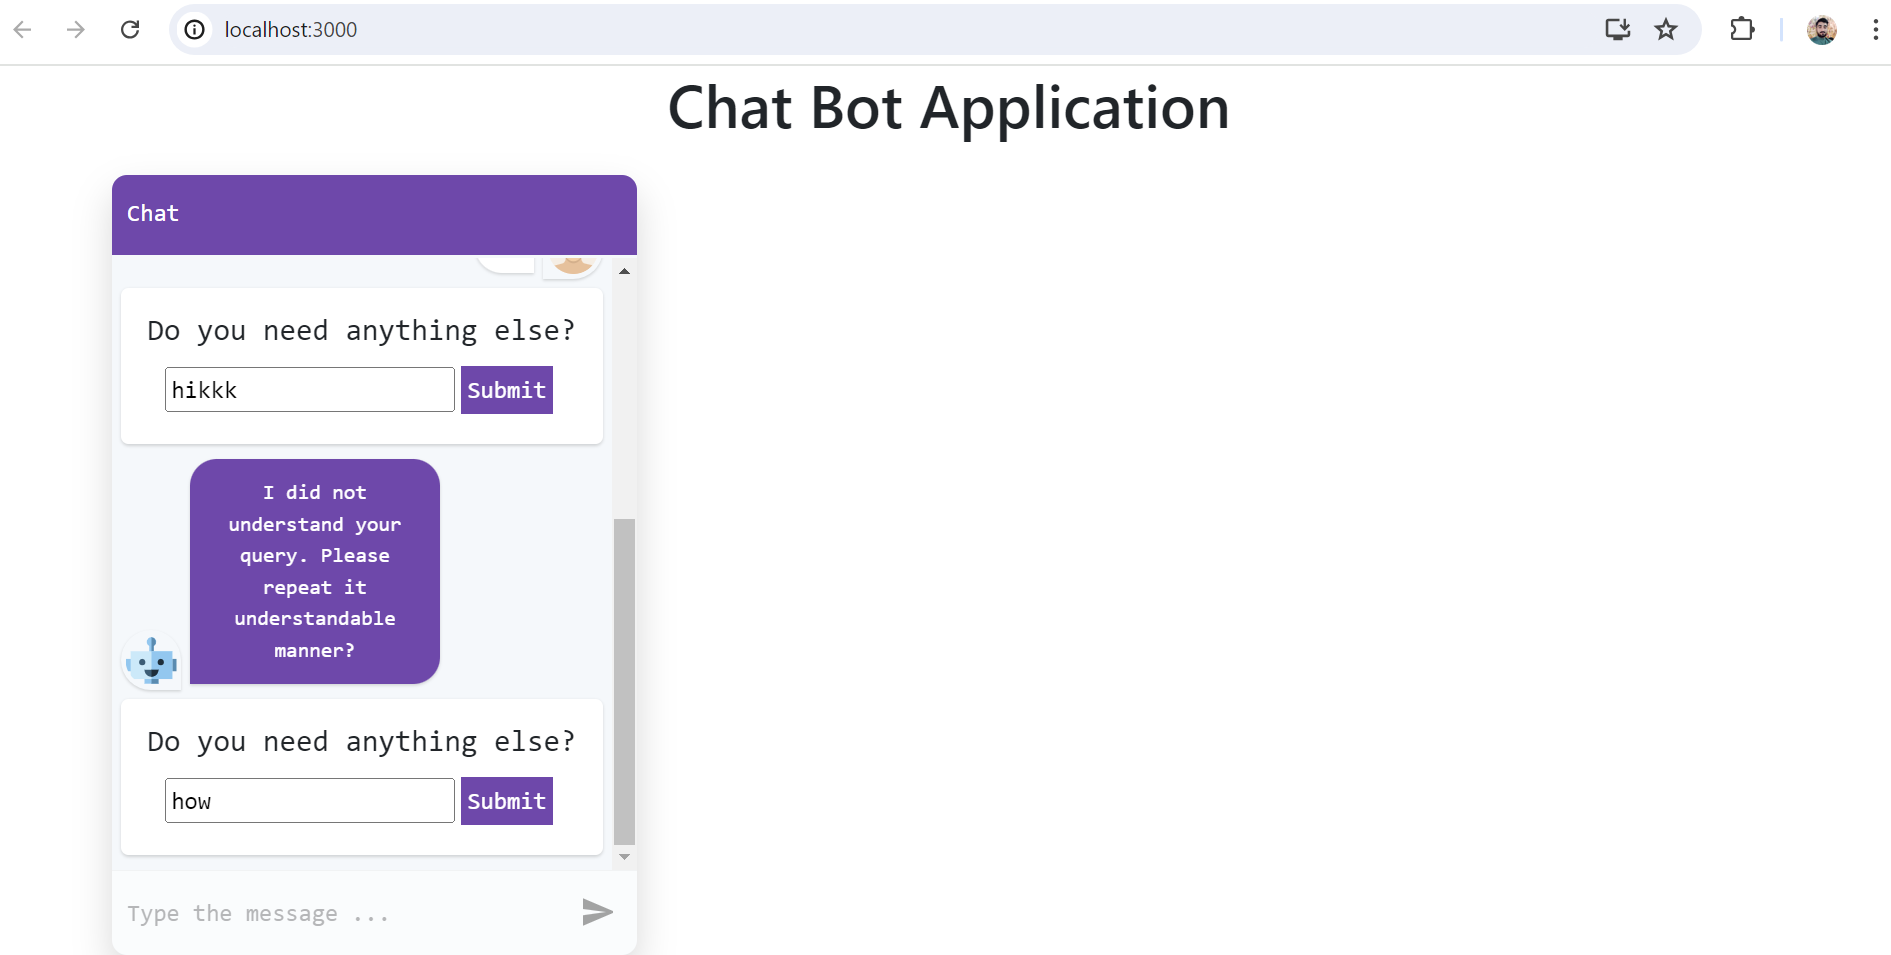 localhost:3000
Chat Bot Application
Chat
Do you need anything else?
hikkk
Submit
I did not
understand your
query. Please
repeat it
understandable
manner?
Do you need anything else?
how
Submit
Type the message ...